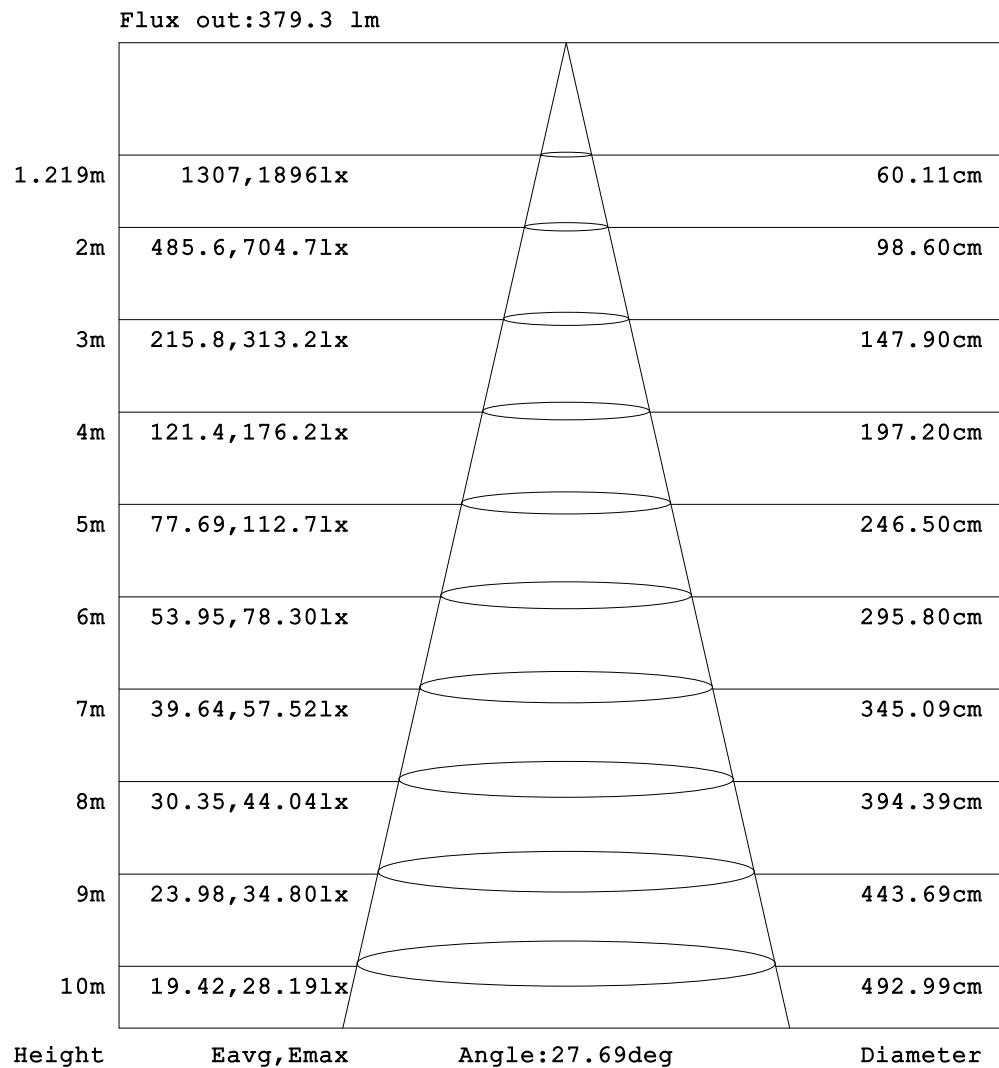 Flux out:379.3 lm
1.219m 1307,1896lx 60.11cm
2m 485.6,704.7lx 98.60cm
3m 215.8,313.2lx 147.90cm
4m 121.4,176.2lx 197.20cm
5m 77.69,112.7lx 246.50cm
6m 53.95,78.30lx 295.80cm
7m 39.64,57.52lx 345.09cm
8m 30.35,44.04lx 394.39cm
9m 23.98,34.80lx 443.69cm
10m 19.42,28.19lx 492.99cm
Height Eavg,Emax Angle:27.69deg Diameter